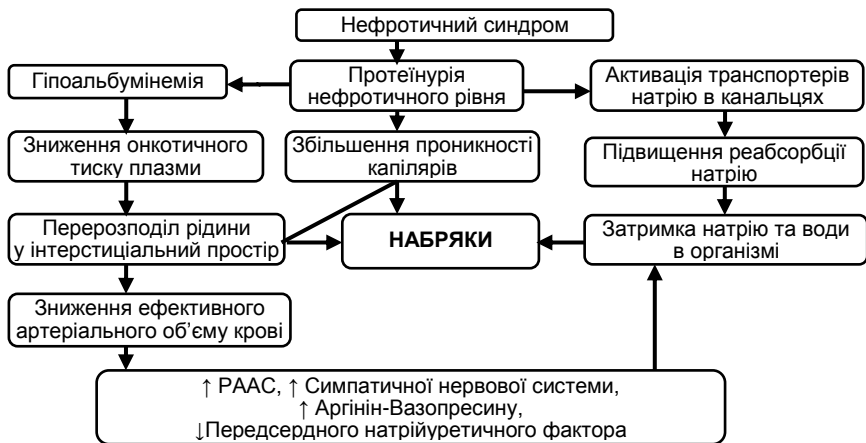 Нефротичний синдром
Гіпоальбумінемія
Протеїнурія
нефротичного рівня
Активація транспортерів
натрію в канальцях
Зниження онкотичного
тиску плазми
Збільшення проникності
капілярів
Підвищення реабсорбції
натрію
Перерозподіл рідини
у інтерстиціальний простір
НАБРЯКИ
Затримка натрію та води
в організмі
Зниження ефективного
артеріального об’єму крові
↑ РААС, ↑ Симпатичної нервової системи,
↑ Аргінін-Вазопресину,
↓Передсердного натрійуретичного фактора